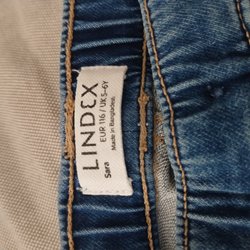 LINDEX
EUR 116 / UK 5-6Y
Sara
Made in Bangladesh